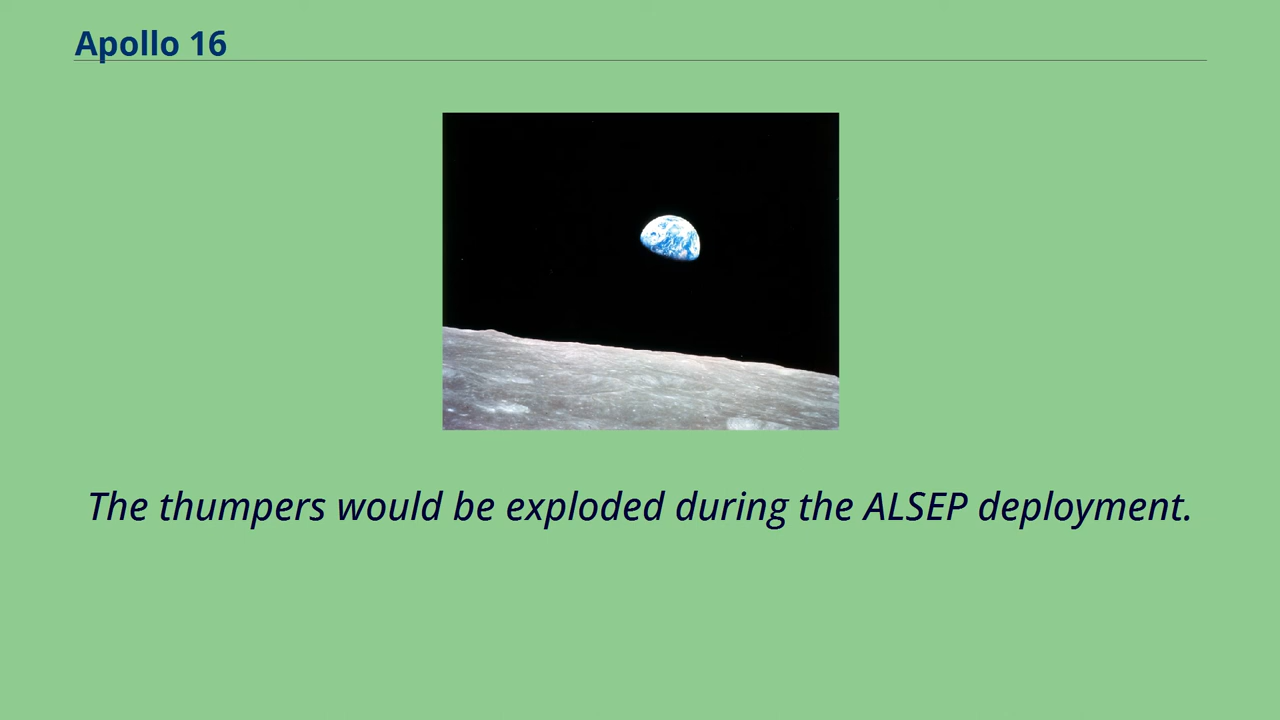 Apollo 16
The thumpers would be exploded during the ALSEP deployment.